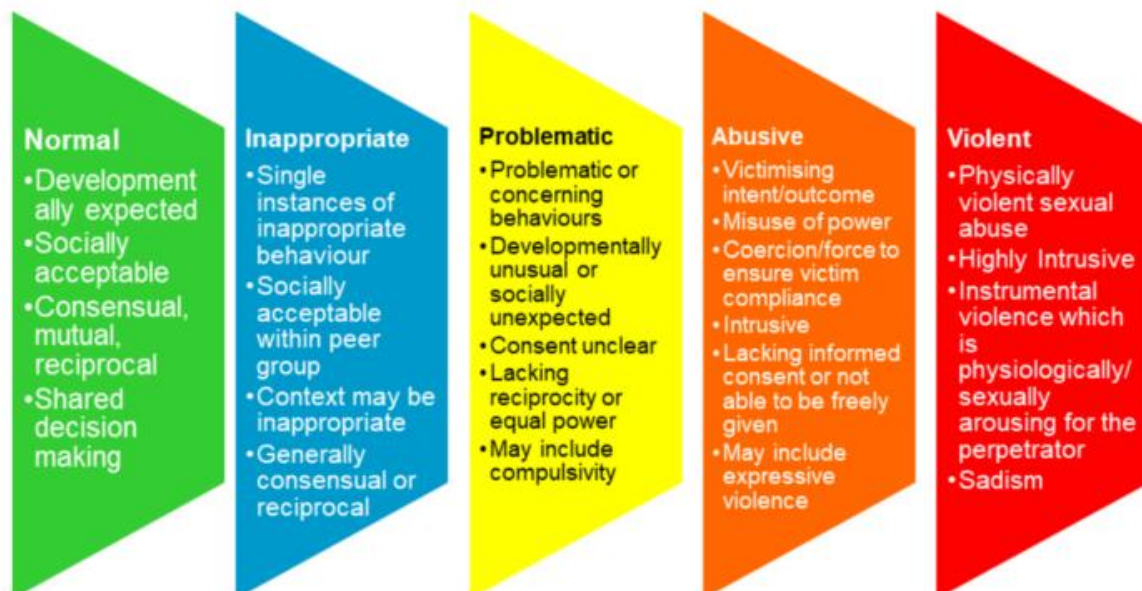 Normal
•Development
ally expected
•Socially
acceptable
•Consensual,
mutual,
reciprocal
•Shared
decision
making
Inappropriate
•Single
instances of
inappropriate
behaviour
•Socially
acceptable
within peer
group
•Context may be
inappropriate
•Generally
consensual or
reciprocal
Problematic
•Problematic or
concerning
behaviours
•Developmentally
unusual or
socially
unexpected
•Consent unclear
•Lacking
reciprocity or
equal power
•May include
compulsivity
Abusive
•Victimising
intent/outcome
•Misuse of power
•Coercion/force to
ensure victim
compliance
•Intrusive
•Lacking informed
consent or not
able to be freely
given
•May include
expressive
violence
Violent
•Physically
violent sexual
abuse
•Highly Intrusive
•Instrumental
violence which
is
physiologically/
sexually
arousing for the
perpetrator
•Sadism